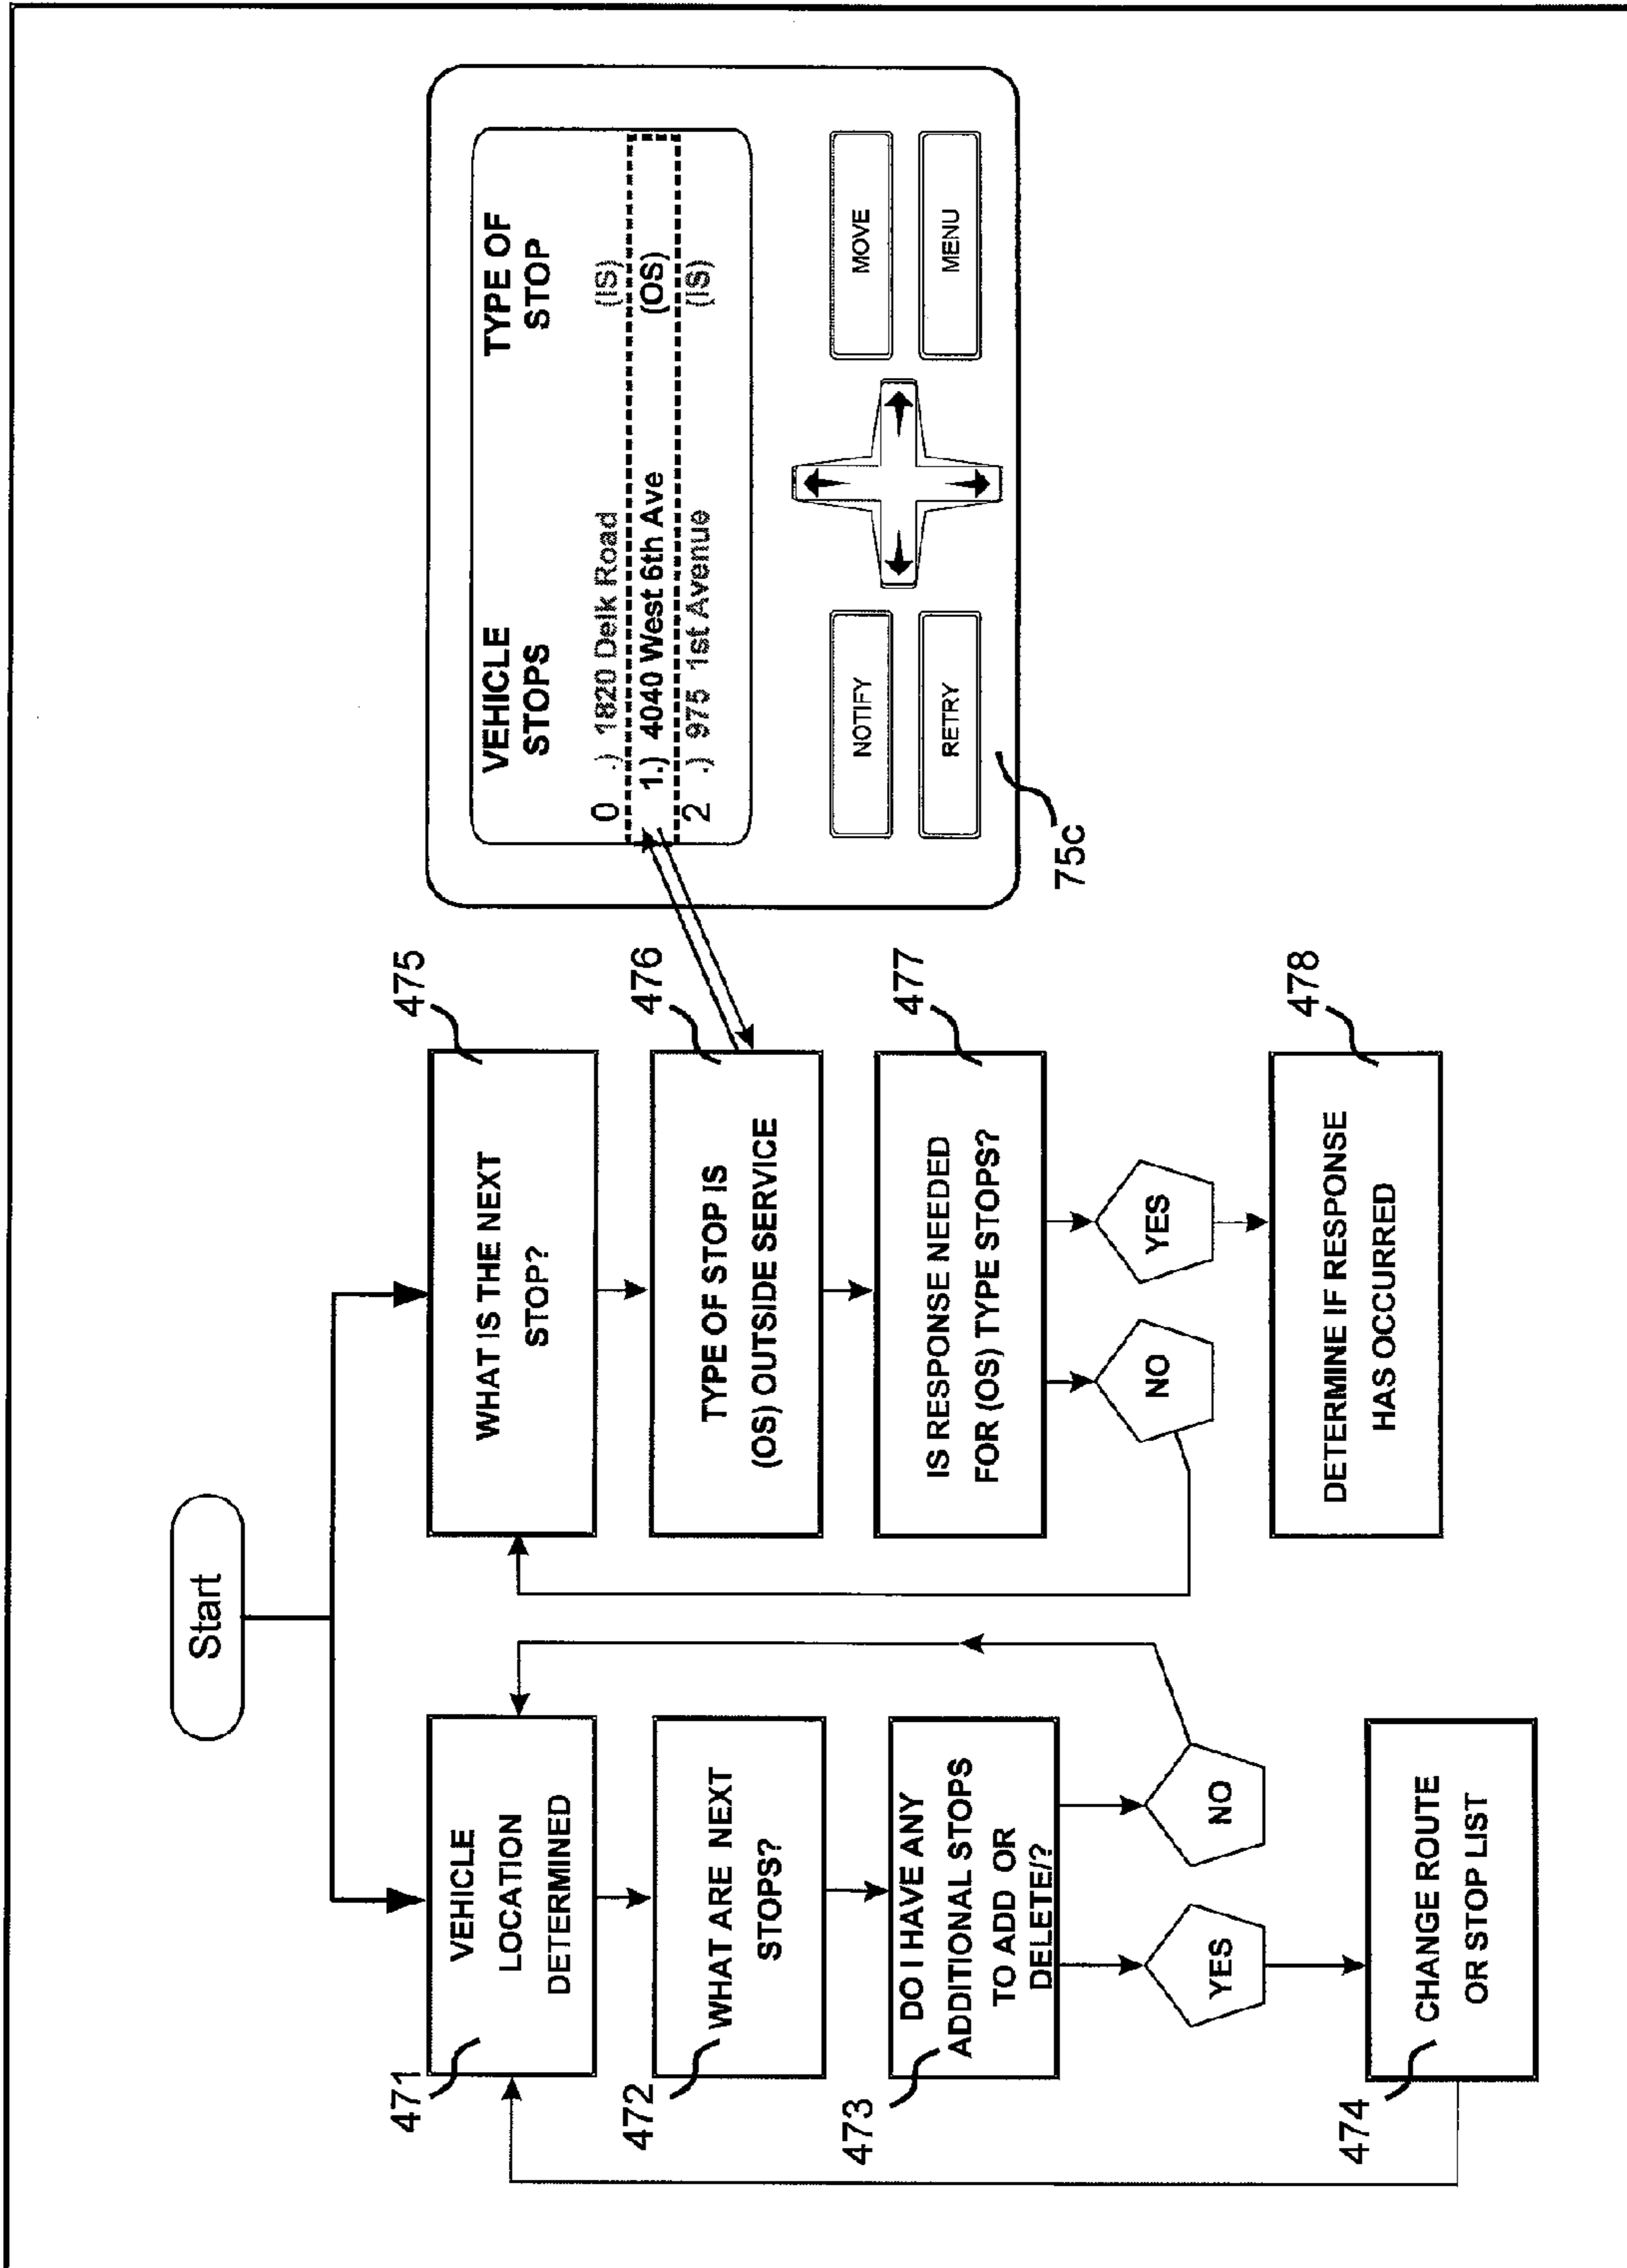 Start
471
VEHICLE
LOCATION
DETERMINED
472
WHAT ARE NEXT
STOPS?
473
DO I HAVE ANY
ADDITIONAL STOPS
TO ADD OR
DELETE/?
YES
NO
474
CHANGE ROUTE
OR STOP LIST
475
WHAT IS THE NEXT
STOP?
476
TYPE OF STOP IS
(OS) OUTSIDE SERVICE
477
IS RESPONSE NEEDED
FOR (OS) TYPE STOPS?
NO
YES
478
DETERMINE IF RESPONSE
HAS OCCURRED
VEHICLE
STOPS
TYPE OF
STOP
0 .) 1820 Delk Road (IS)
1.) 4040 West 6th Ave (OS)
2 .) 975 1st Avenue (IS)
NOTIFY
RETRY
MOVE
MENU
75c